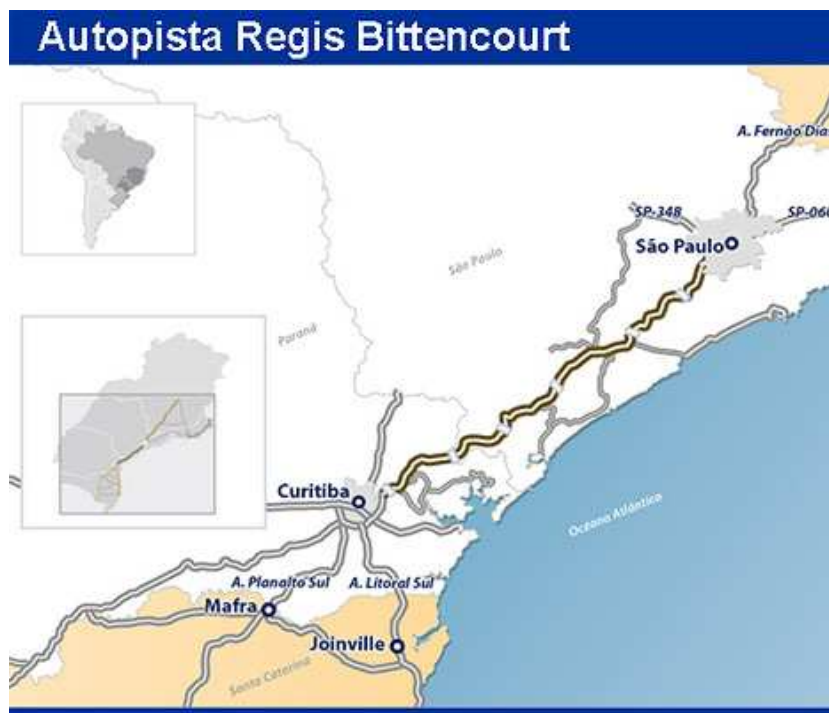 Autopista Regis Bittencourt
A. Fernão Dias
SP-348
SP-060
São Paulo
São Paulo
Paraná
Curitiba
Oceano Atlântico
A. Planalto Sul
A. Litoral Sul
Mafra
Joinville
Santa Catarina